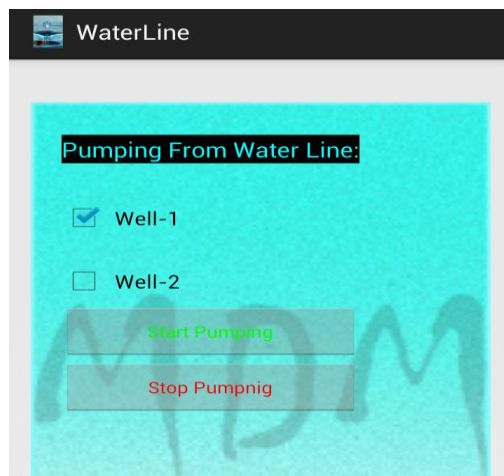 WaterLine
Pumping From Water Line:
Well-1
Well-2
Start Pumping
Stop Pumpnig
MDM